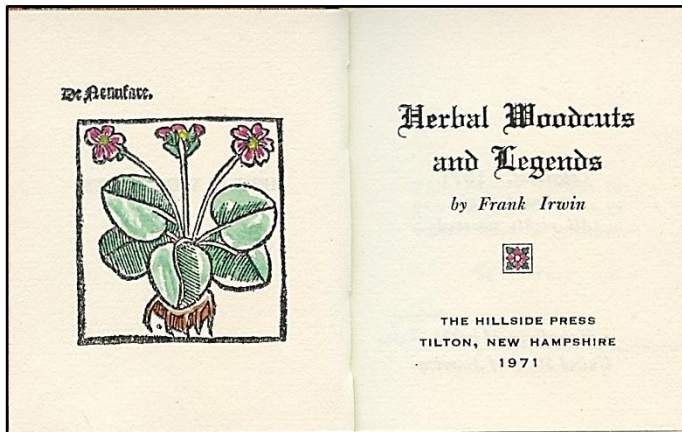 De Nenufare.
Herbal Woodcuts
and Legends
by Frank Irwin
THE HILLSIDE PRESS
TILTON, NEW HAMPSHIRE
1971